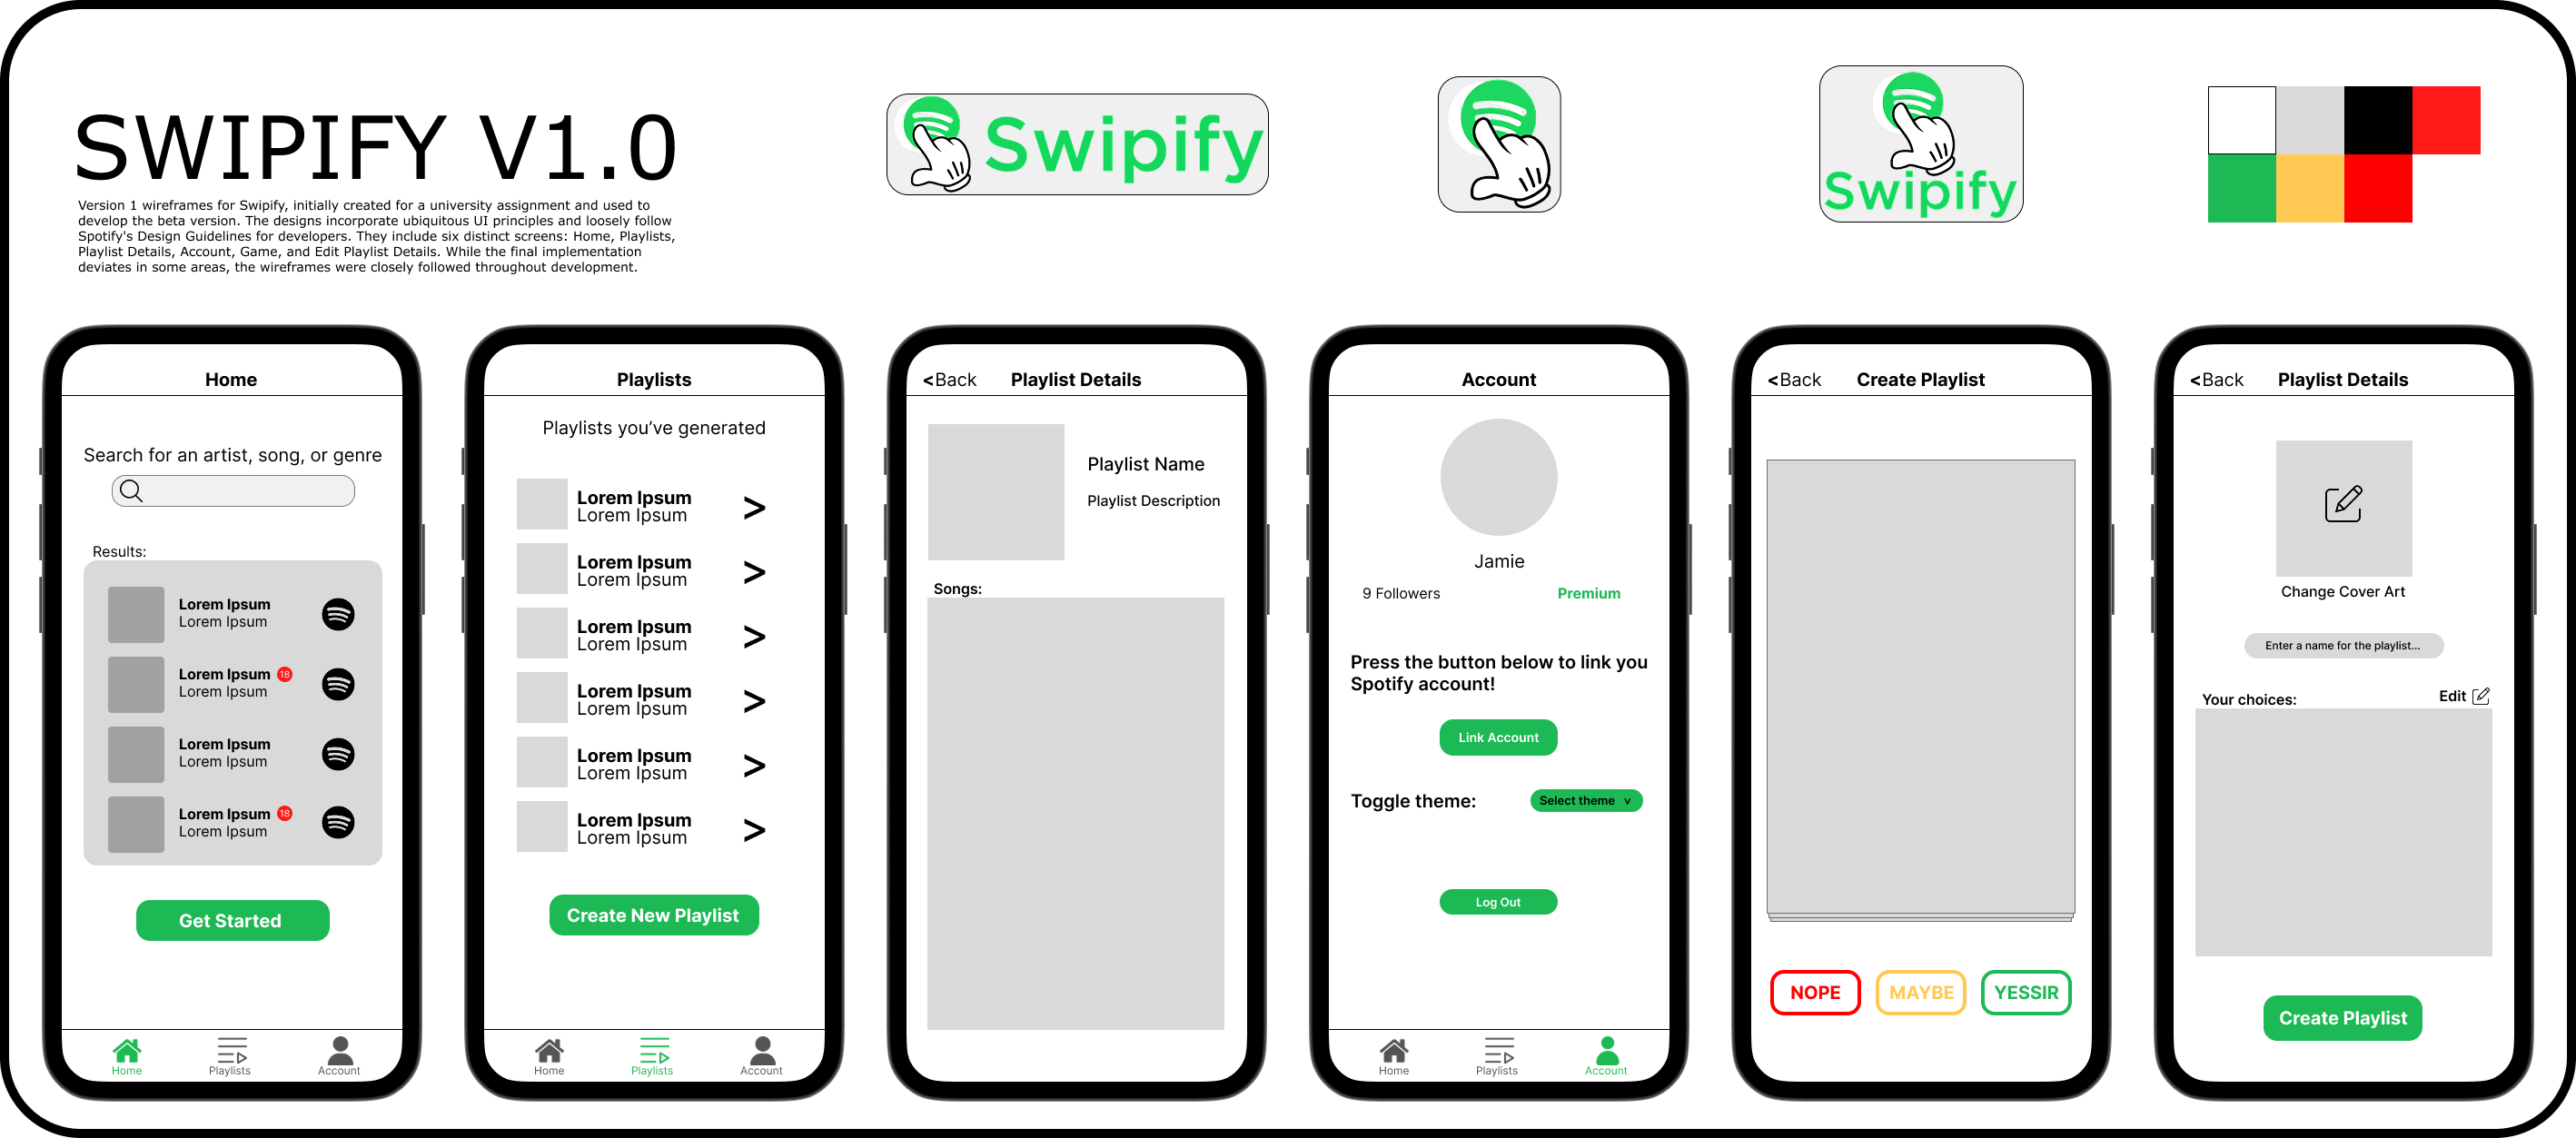 SWIPIFY V1.0
Version 1 wireframes for Swipify, initially created for a university assignment and used to
develop the beta version. The designs incorporate ubiquitous UI principles and loosely follow
Spotify's Design Guidelines for developers. They include six distinct screens: Home, Playlists,
Playlist Details, Account, Game, and Edit Playlist Details. While the final implementation
deviates in some areas, the wireframes were closely followed throughout development.
Swipify
Swipify
Home
Search for an artist, song, or genre
Results:
Lorem Ipsum
Lorem Ipsum
Lorem Ipsum 18
Lorem Ipsum
Lorem Ipsum
Lorem Ipsum
Lorem Ipsum 18
Lorem Ipsum
Get Started
Home Playlists Account
Playlists
Playlists you’ve generated
Lorem Ipsum
Lorem Ipsum >
Lorem Ipsum
Lorem Ipsum >
Lorem Ipsum
Lorem Ipsum >
Lorem Ipsum
Lorem Ipsum >
Lorem Ipsum
Lorem Ipsum >
Lorem Ipsum
Lorem Ipsum >
Create New Playlist
Home Playlists Account
<Back Playlist Details
Playlist Name
Playlist Description
Songs:
Account
Jamie
9 Followers Premium
Press the button below to link you
Spotify account!
Link Account
Toggle theme: Select theme v
Log Out
Home Playlists Account
<Back Create Playlist
NOPE MAYBE YESSIR
<Back Playlist Details
Change Cover Art
Enter a name for the playlist...
Your choices: Edit
Create Playlist